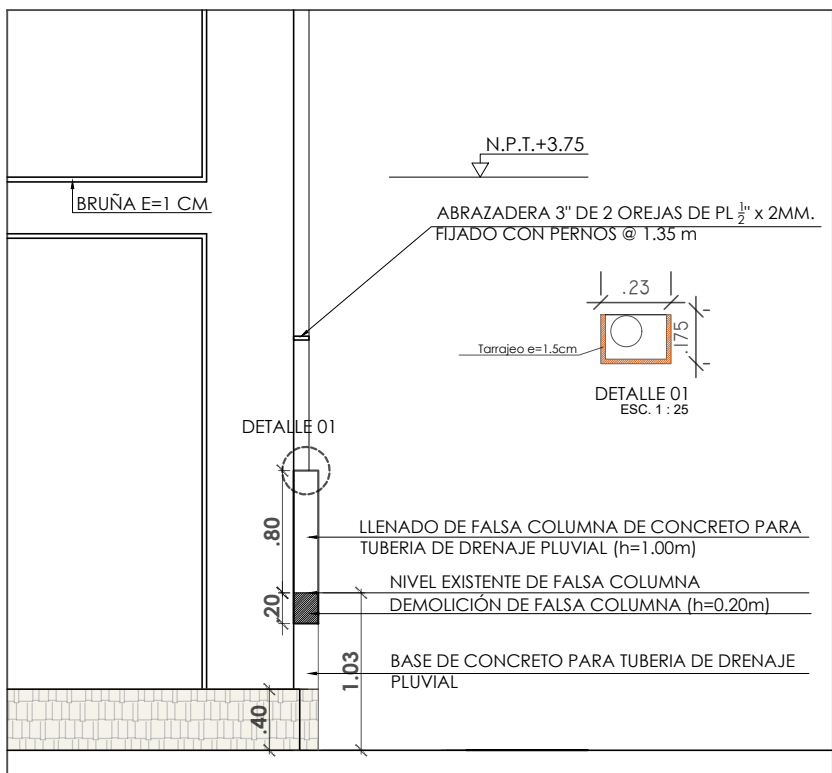 N.P.T.+3.75
BRUÑA E=1 CM
ABRAZADERA 3" DE 2 OREJAS DE PL ½" x 2MM.
FIJADO CON PERNOS @ 1.35 m
.23
.175
Tarrajeo e=1.5cm
DETALLE 01
ESC. 1 : 25
DETALLE 01
.80
LLENADO DE FALSA COLUMNA DE CONCRETO PARA
TUBERIA DE DRENAJE PLUVIAL (h=1.00m)
NIVEL EXISTENTE DE FALSA COLUMNA
.20
DEMOLICIÓN DE FALSA COLUMNA (h=0.20m)
1.03
BASE DE CONCRETO PARA TUBERIA DE DRENAJE
PLUVIAL
.40